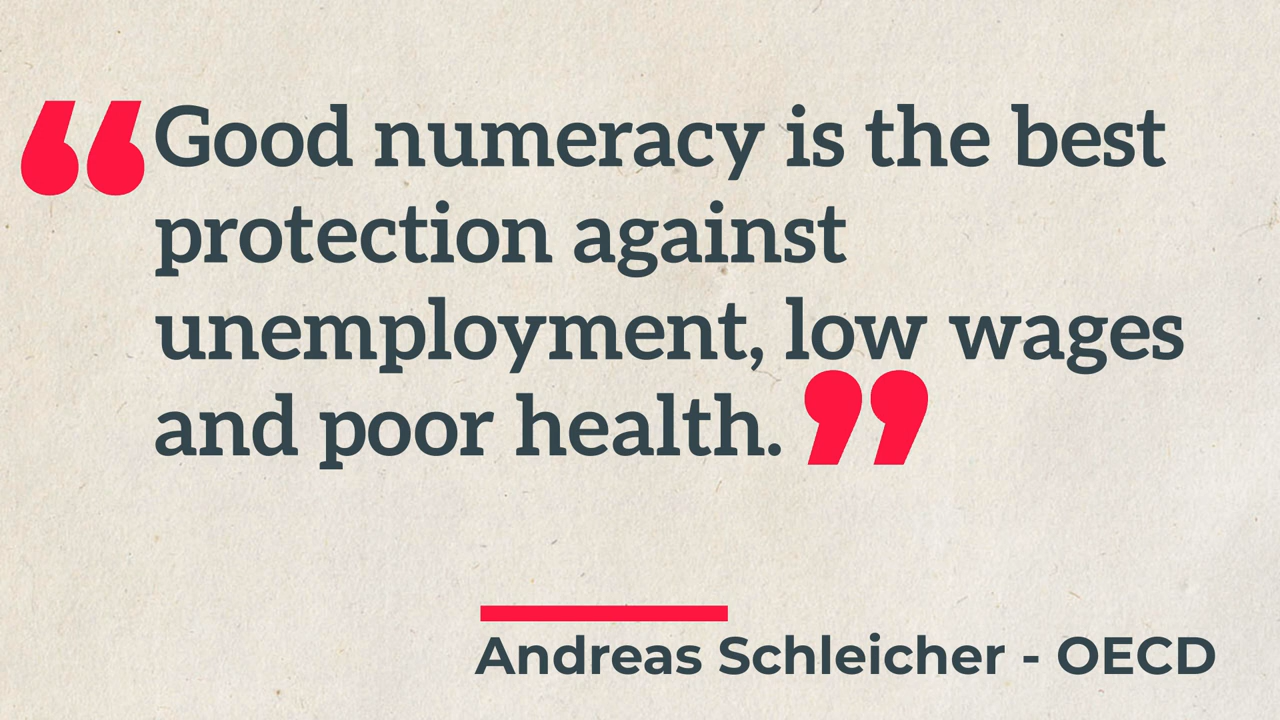 “Good numeracy is the best
protection against
unemployment, low wages
and poor health.”
Andreas Schleicher - OECD